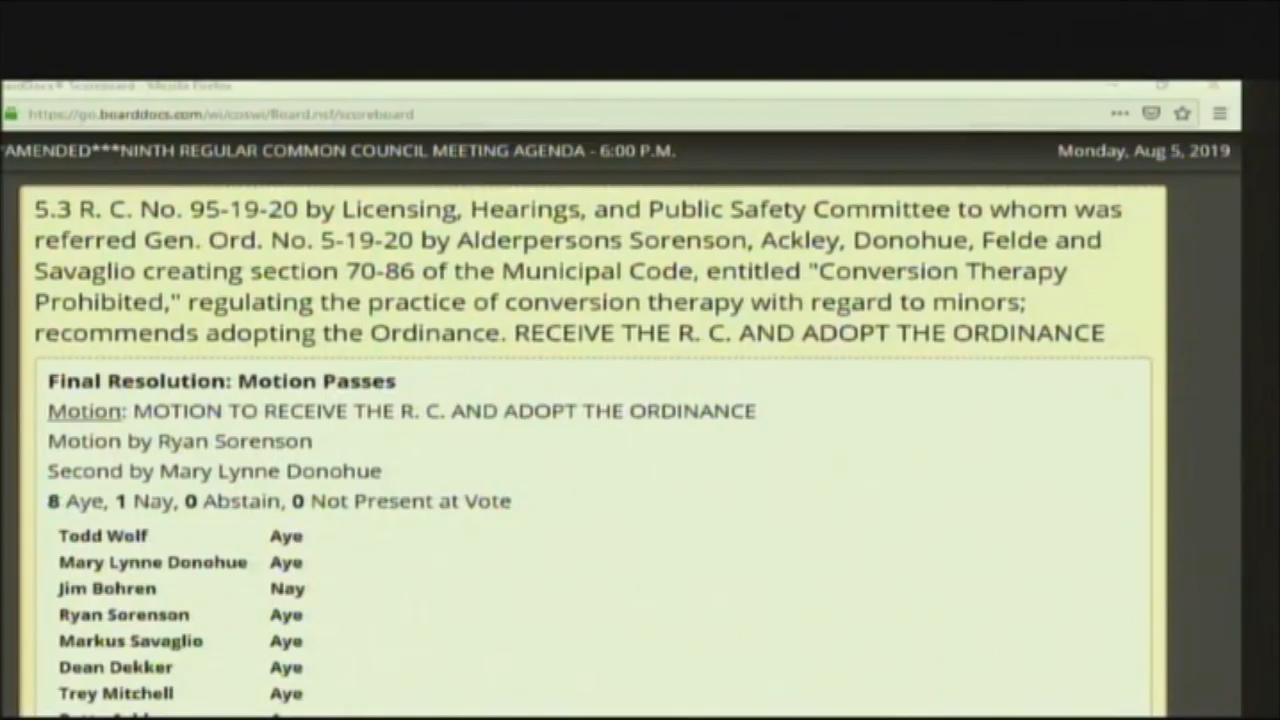 Scoreboard - Mozilla Firefox
https://go.boarddocs.com/wi/coswi/Board.nsf/scoreboard
AMENDED***NINTH REGULAR COMMON COUNCIL MEETING AGENDA - 6:00 P.M. Monday, Aug 5, 2019
5.3 R. C. No. 95-19-20 by Licensing, Hearings, and Public Safety Committee to whom was
referred Gen. Ord. No. 5-19-20 by Alderpersons Sorenson, Ackley, Donohue, Felde and
Savaglio creating section 70-86 of the Municipal Code, entitled "Conversion Therapy
Prohibited," regulating the practice of conversion therapy with regard to minors;
recommends adopting the Ordinance. RECEIVE THE R. C. AND ADOPT THE ORDINANCE
Final Resolution: Motion Passes
Motion: MOTION TO RECEIVE THE R. C. AND ADOPT THE ORDINANCE
Motion by Ryan Sorenson
Second by Mary Lynne Donohue
8 Aye, 1 Nay, 0 Abstain, 0 Not Present at Vote
Todd Wolf Aye
Mary Lynne Donohue Aye
Jim Bohren Nay
Ryan Sorenson Aye
Markus Savaglio Aye
Dean Dekker Aye
Trey Mitchell Aye